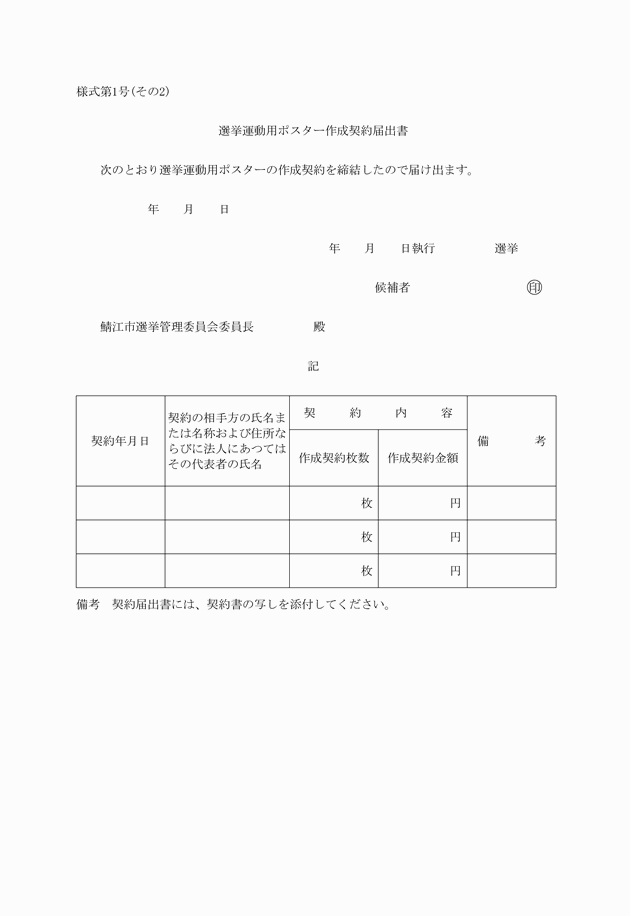 様式第1号(その2)
選挙運動用ポスター作成契約届出書
次のとおり選挙運動用ポスターの作成契約を締結したので届け出ます。
年　　月　　日
年　　月　　日執行　　　　　選挙
候補者　　　　　　　　　　㊞
鯖江市選挙管理委員会委員長　　　　　殿
記
契約年月日
契約の相手方の氏名ま
たは名称および住所な
らびに法人にあつては
その代表者の氏名
契　約　内　容
作成契約枚数
作成契約金額
備　考
枚　円
枚　円
枚　円
備考　契約届出書には、契約書の写しを添付してください。